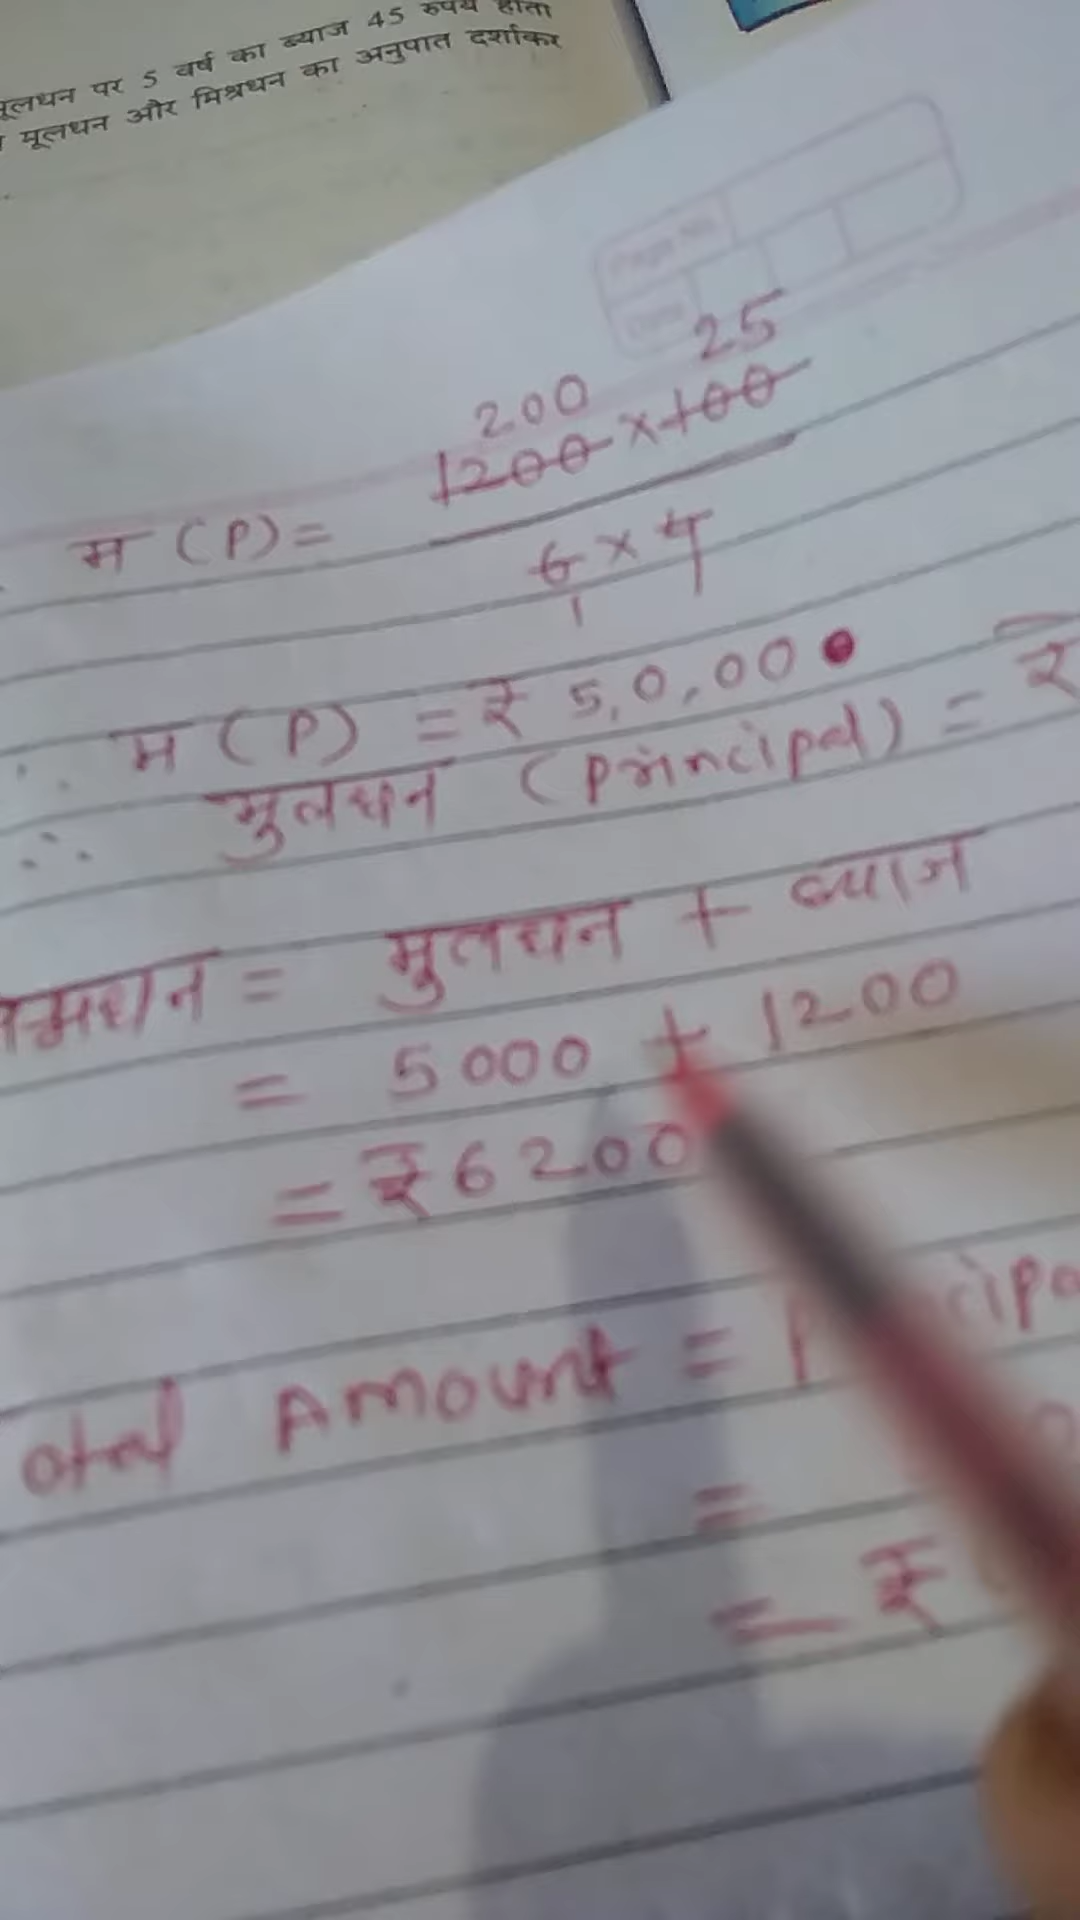 मूलधन पर 5 वर्ष का ब्याज 45 रुपये होता
मूलधन और मिश्रधन का अनुपात दर्शाकर
200 25
1200 × 100
म (P) =
6 × 4
1
∴ म (P) = ₹ 5,0,00
∴ मुलधन (principal) = ₹
मुलधन + ब्याज
= 5000 + 1200
= ₹ 6200
Amount =
=
= ₹